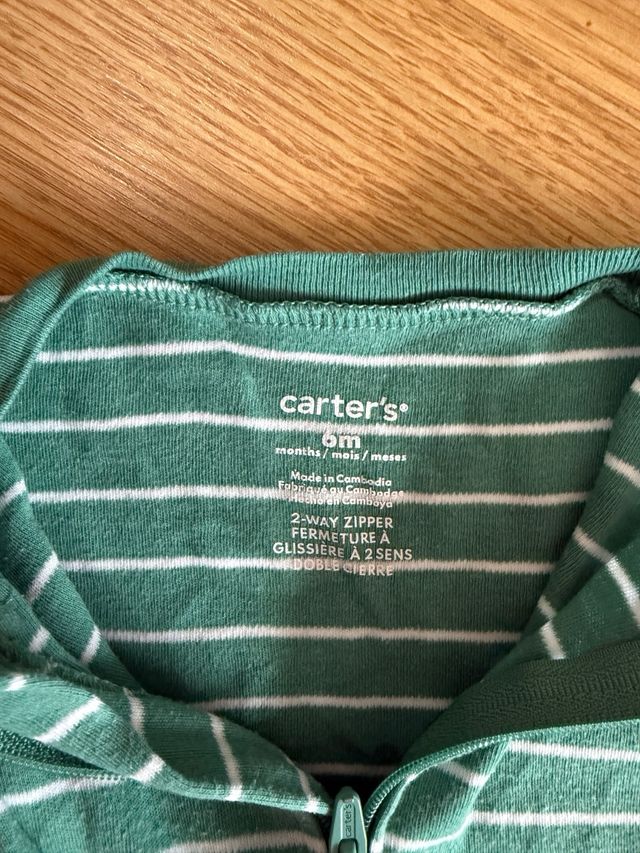 carter's®
6m
months / mois / meses
Made in Cambodia
Fabriqué au Cambodge
Hecho en Camboya
2-WAY ZIPPER
FERMETURE À
GLISSIÈRE À 2 SENS
DOBLE CIERRE
carter's